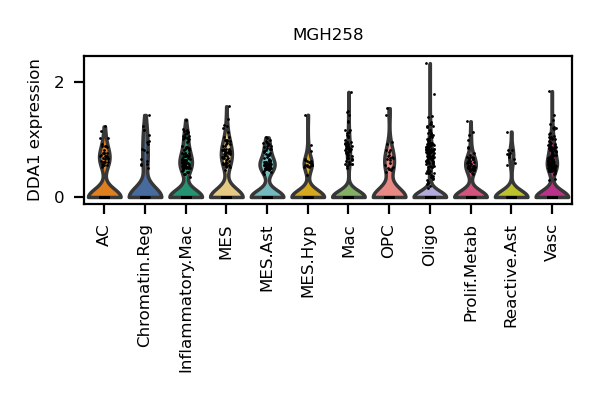 MGH258
DDA1 expression
2
0
AC
Chromatin.Reg
Inflammatory.Mac
MES
MES.Ast
MES.Hyp
Mac
OPC
Oligo
Prolif.Metab
Reactive.Ast
Vasc